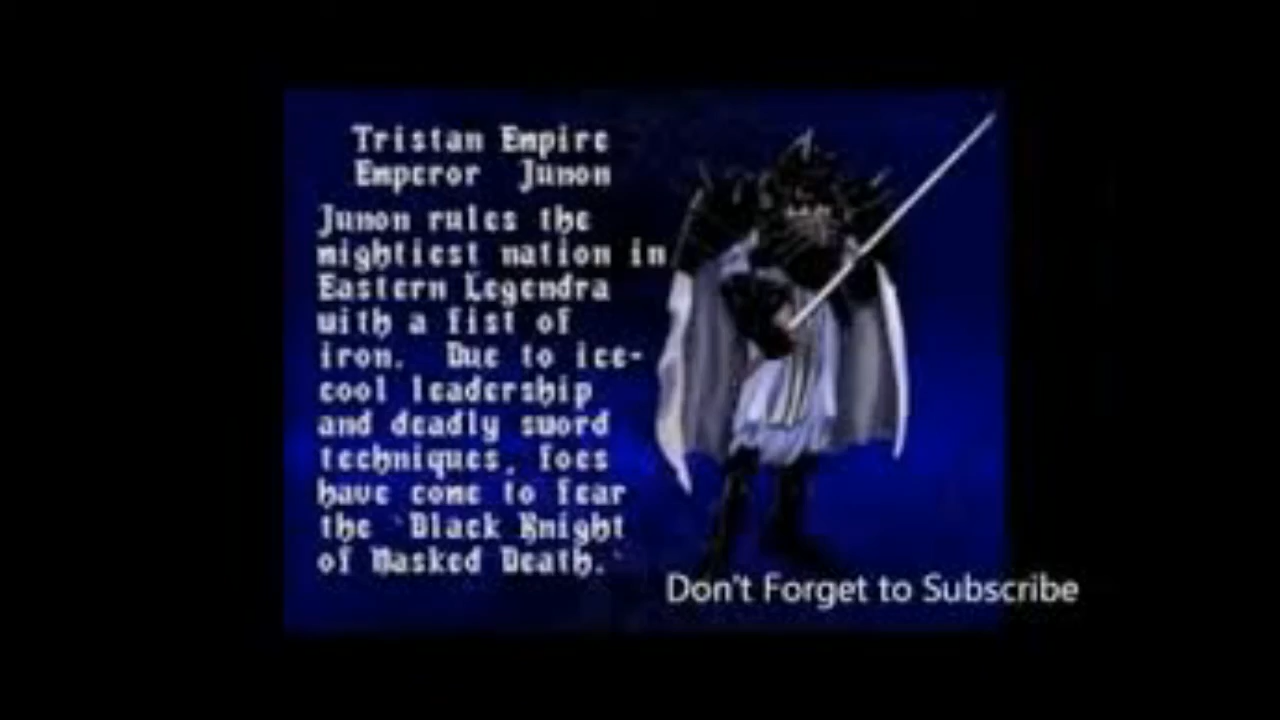 Tristan Empire
Emperor Junon
Junon rules the
mightiest nation in
Eastern Legendra
with a fist of
iron. Due to ice-
cool leadership
and deadly sword
techniques, foes
have come to fear
the `Black Knight
of Masked Death.`
Don't Forget to Subscribe